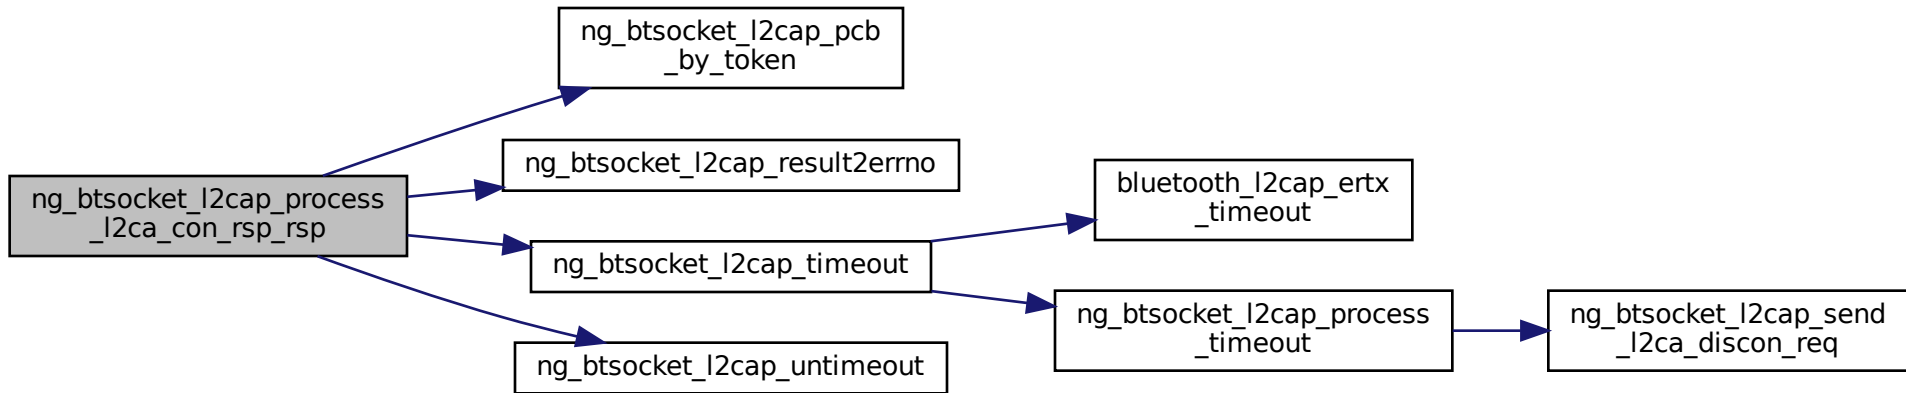 ng_btsocket_l2cap_process
_l2ca_con_rsp_rsp
ng_btsocket_l2cap_pcb
_by_token
ng_btsocket_l2cap_result2errno
ng_btsocket_l2cap_timeout
ng_btsocket_l2cap_untimeout
bluetooth_l2cap_ertx
_timeout
ng_btsocket_l2cap_process
_timeout
ng_btsocket_l2cap_send
_l2ca_discon_req